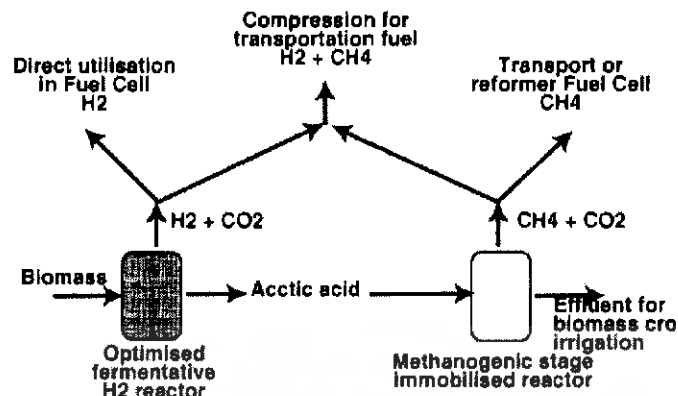 Compression for
transportation fuel
H2 + CH4
Direct utilisation
in Fuel Cell
H2
Transport or
reformer Fuel Cell
CH4
H2 + CO2
CH4 + CO2
Biomass
Acctic acid
Effluent for
biomass cro
irrigation
Optimised
fermentative
H2 reactor
Methanogenic stage
immobilised reactor